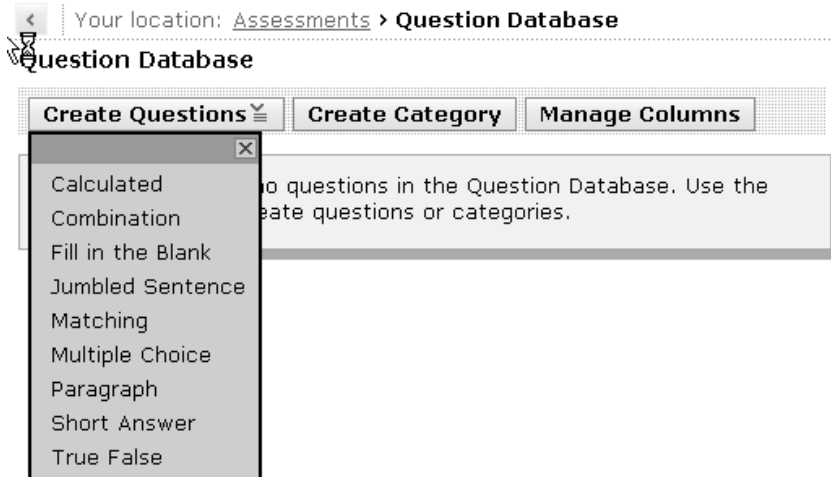 Your location: Assessments › Question Database
Question Database
Create Questions Create Category Manage Columns
no questions in the Question Database. Use the
eate questions or categories.
Calculated
Combination
Fill in the Blank
Jumbled Sentence
Matching
Multiple Choice
Paragraph
Short Answer
True False